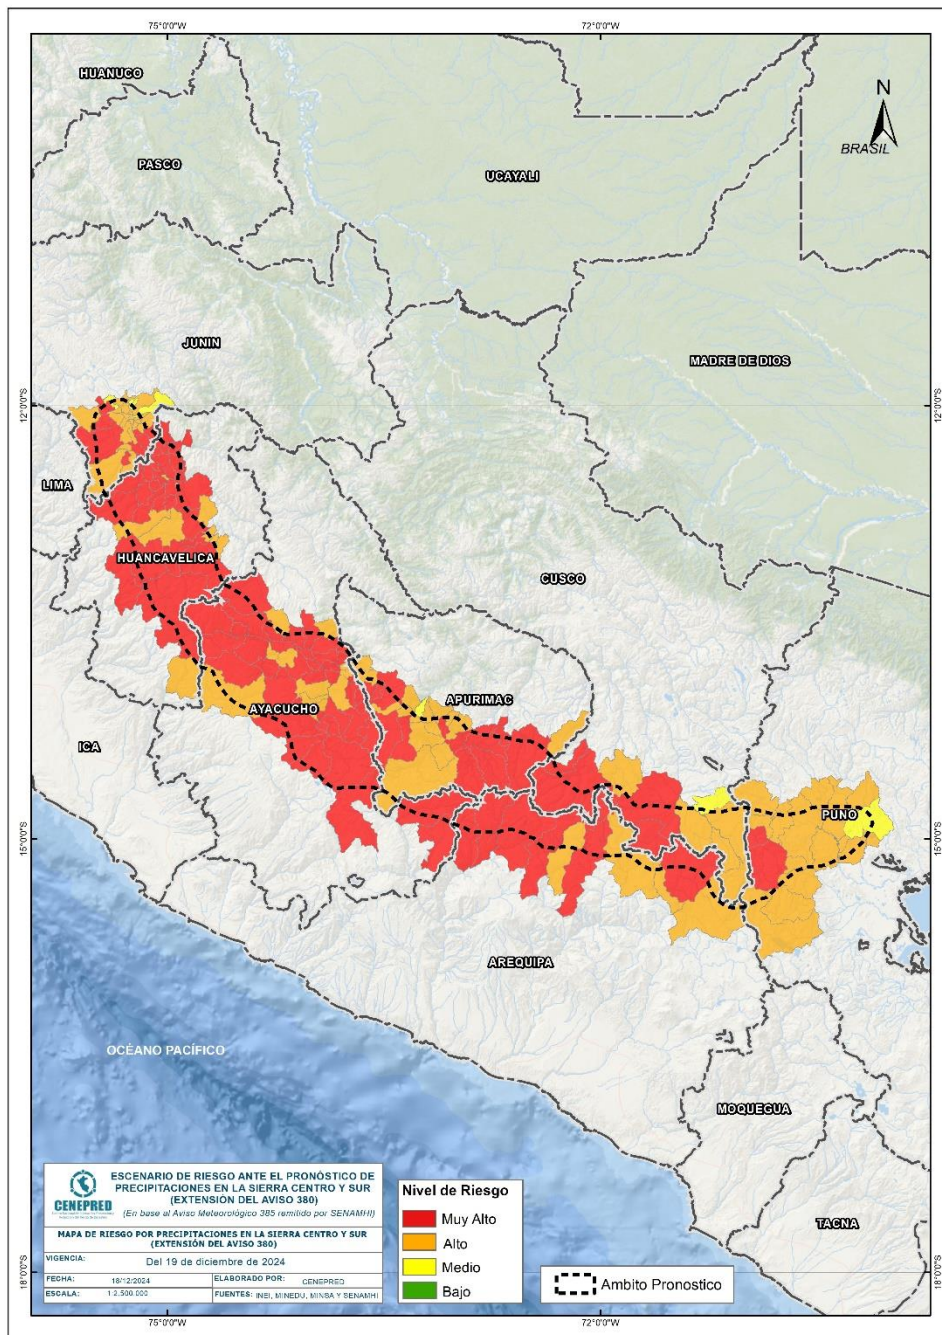 75°0'0"W 72°0'0"W
HUANUCO
N
BRASIL
PASCO
UCAYALI
JUNIN
MADRE DE DIOS
12°0'0"S 12°0'0"S
LIMA
HUANCAVELICA
CUSCO
APURIMAC
AYACUCHO
ICA
PUNO
15°0'0"S 15°0'0"S
AREQUIPA
OCÉANO PACÍFICO
MOQUEGUA
TACNA
CENEPRED
ESCENARIO DE RIESGO ANTE EL PRONÓSTICO DE
PRECIPITACIONES EN LA SIERRA CENTRO Y SUR
(EXTENSIÓN DEL AVISO 380)
(En base al Aviso Meteorológico 385 remitido por SENAMHI)
MAPA DE RIESGO POR PRECIPITACIONES EN LA SIERRA CENTRO Y SUR
(EXTENSIÓN DEL AVISO 380)
VIGENCIA: Del 19 de diciembre de 2024
FECHA: 18/12/2024 ELABORADO POR: CENEPRED
ESCALA: 1:2,500,000 FUENTES: INEI, MINEDU, MINSA Y SENAMHI
Nivel de Riesgo
Muy Alto
Alto
Medio
Bajo
Ambito Pronostico
18°0'0"S 18°0'0"S
75°0'0"W 72°0'0"W